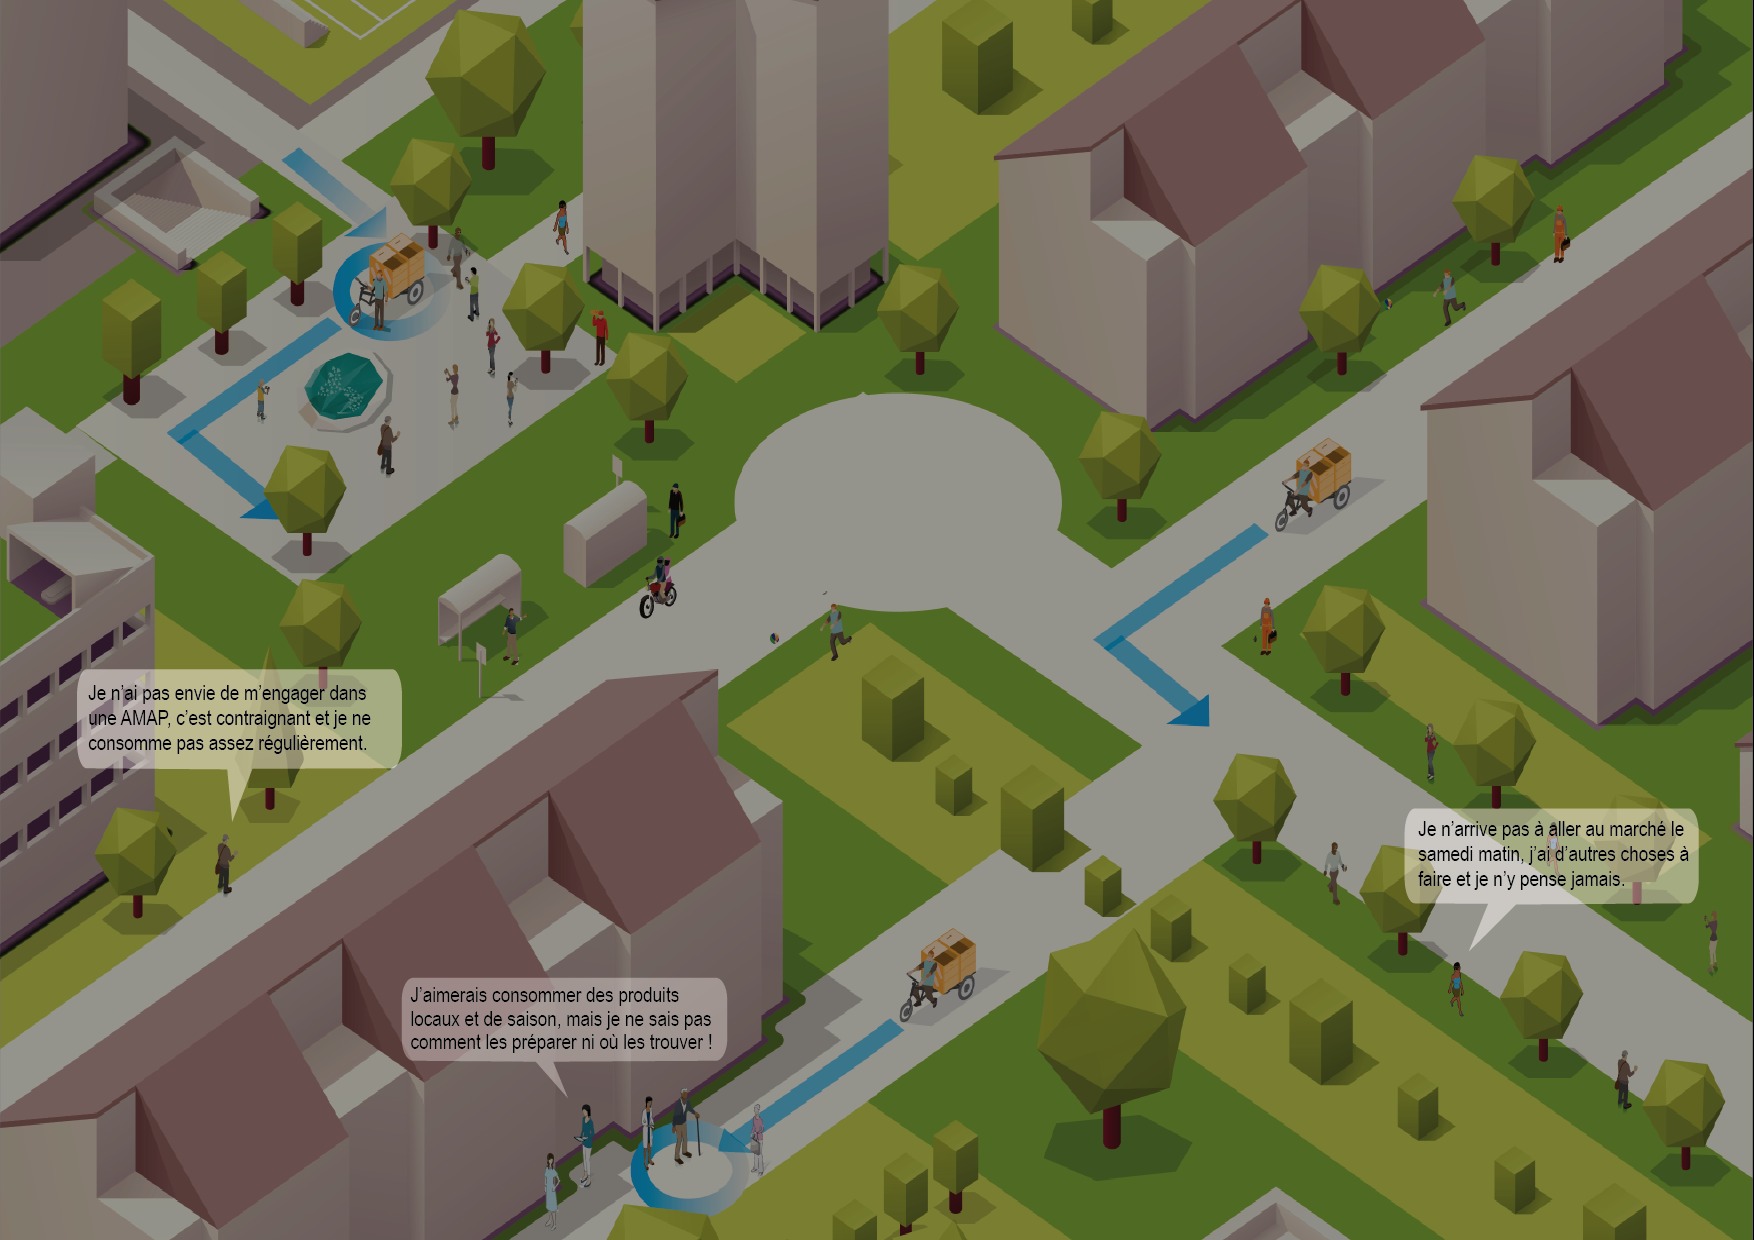 Je n'ai pas envie de m'engager dans
une AMAP, c'est contraignant et je ne
consomme pas assez régulièrement.
Je n'arrive pas à aller au marché le
samedi matin, j'ai d'autres choses à
faire et je n'y pense jamais.
J'aimerais consommer des produits
locaux et de saison, mais je ne sais pas
comment les préparer ni où les trouver !